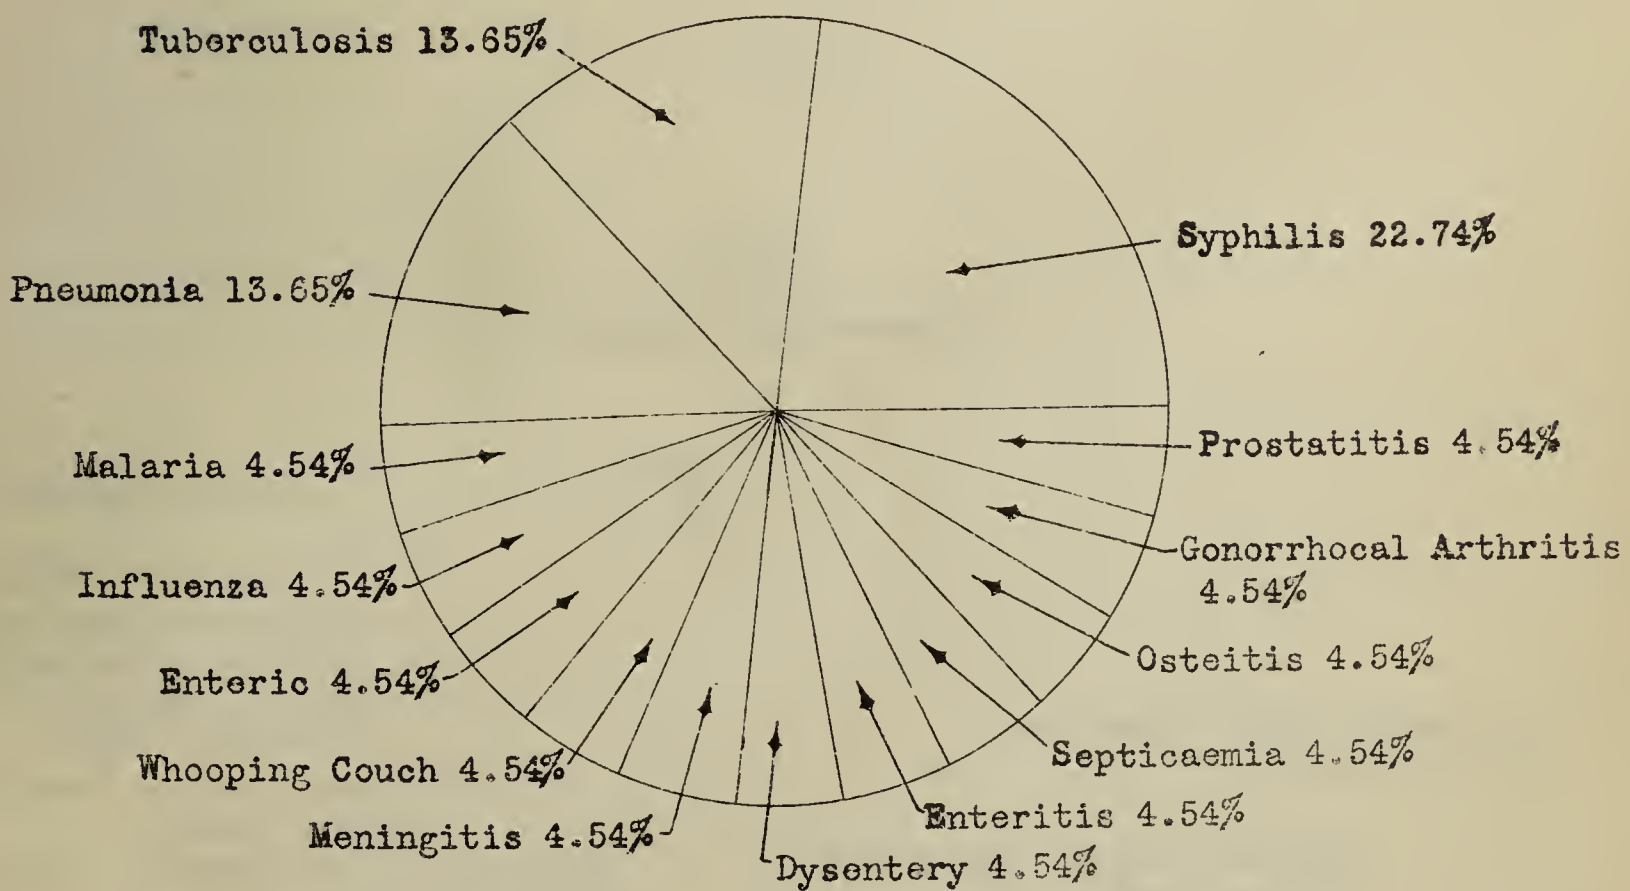 Tuberculosis 13.65%
Syphilis 22.74%
Pneumonia 13.65%
Prostatitis 4.54%
Malaria 4.54%
Gonorrhocal Arthritis
4.54%
Influenza 4.54%
Osteitis 4.54%
Enteric 4.54%
Septicaemia 4.54%
Whooping Couch 4.54%
Enteritis 4.54%
Meningitis 4.54%
Dysentery 4.54%